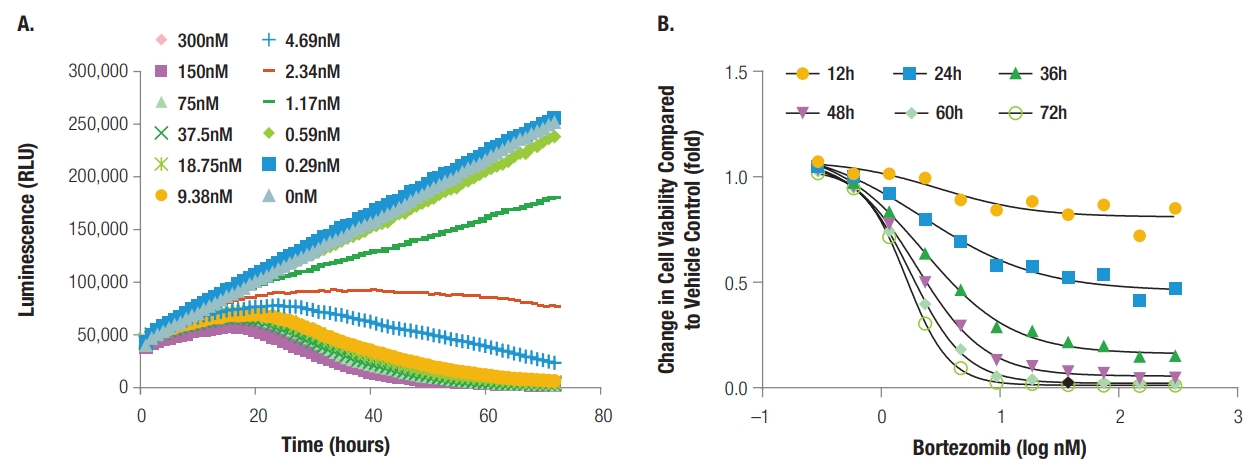 A.
300nM
150nM
75nM
37.5nM
18.75nM
9.38nM
4.69nM
2.34nM
1.17nM
0.59nM
0.29nM
0nM
Luminescence (RLU)
300,000
250,000
200,000
150,000
100,000
50,000
0
0 20 40 60 80
Time (hours)
B.
12h 24h 36h
48h 60h 72h
Change in Cell Viability Compared
to Vehicle Control (fold)
1.5
1.0
0.5
0.0
–1 0 1 2 3
Bortezomib (log nM)